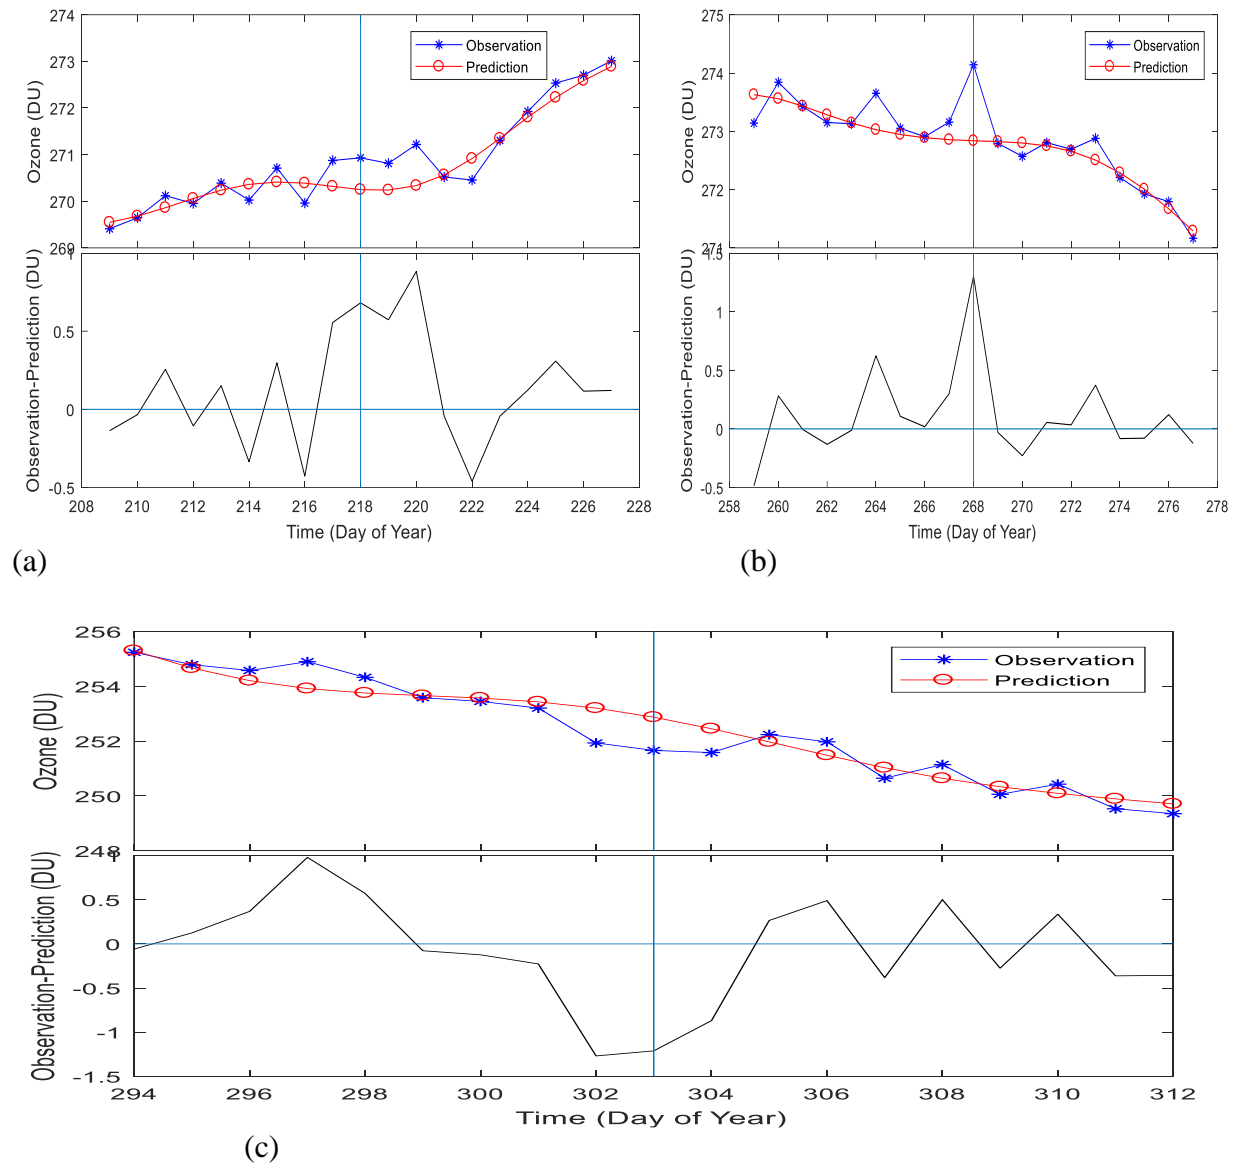 274
273
272
271
270
269
Ozone (DU)
Observation
Prediction
1
0.5
0
-0.5
Observation-Prediction (DU)
208 210 212 214 216 218 220 222 224 226 228
Time (Day of Year)
(a)
275
274
273
272
271
Ozone (DU)
Observation
Prediction
1.5
1
0.5
0
-0.5
Observation-Prediction (DU)
258 260 262 264 266 268 270 272 274 276 278
Time (Day of Year)
(b)
256
254
252
250
248
Ozone (DU)
Observation
Prediction
1
0.5
0
-0.5
-1
-1.5
Observation-Prediction (DU)
294 296 298 300 302 304 306 308 310 312
Time (Day of Year)
(c)